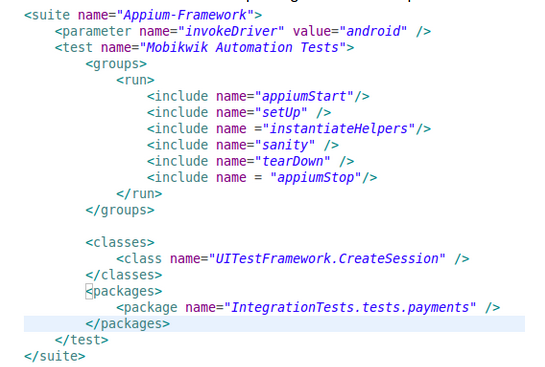 <suite name="Appium-Framework">
<parameter name="invokeDriver" value="android" />
<test name="Mobikwik Automation Tests">
<groups>
<run>
<include name="appiumStart"/>
<include name="setUp" />
<include name ="instantiateHelpers"/>
<include name="sanity" />
<include name="tearDown" />
<include name = "appiumStop"/>
</run>
</groups>
<classes>
<class name="UITestFramework.CreateSession" />
</classes>
<packages>
<package name="IntegrationTests.tests.payments" />
</packages>
</test>
</suite>